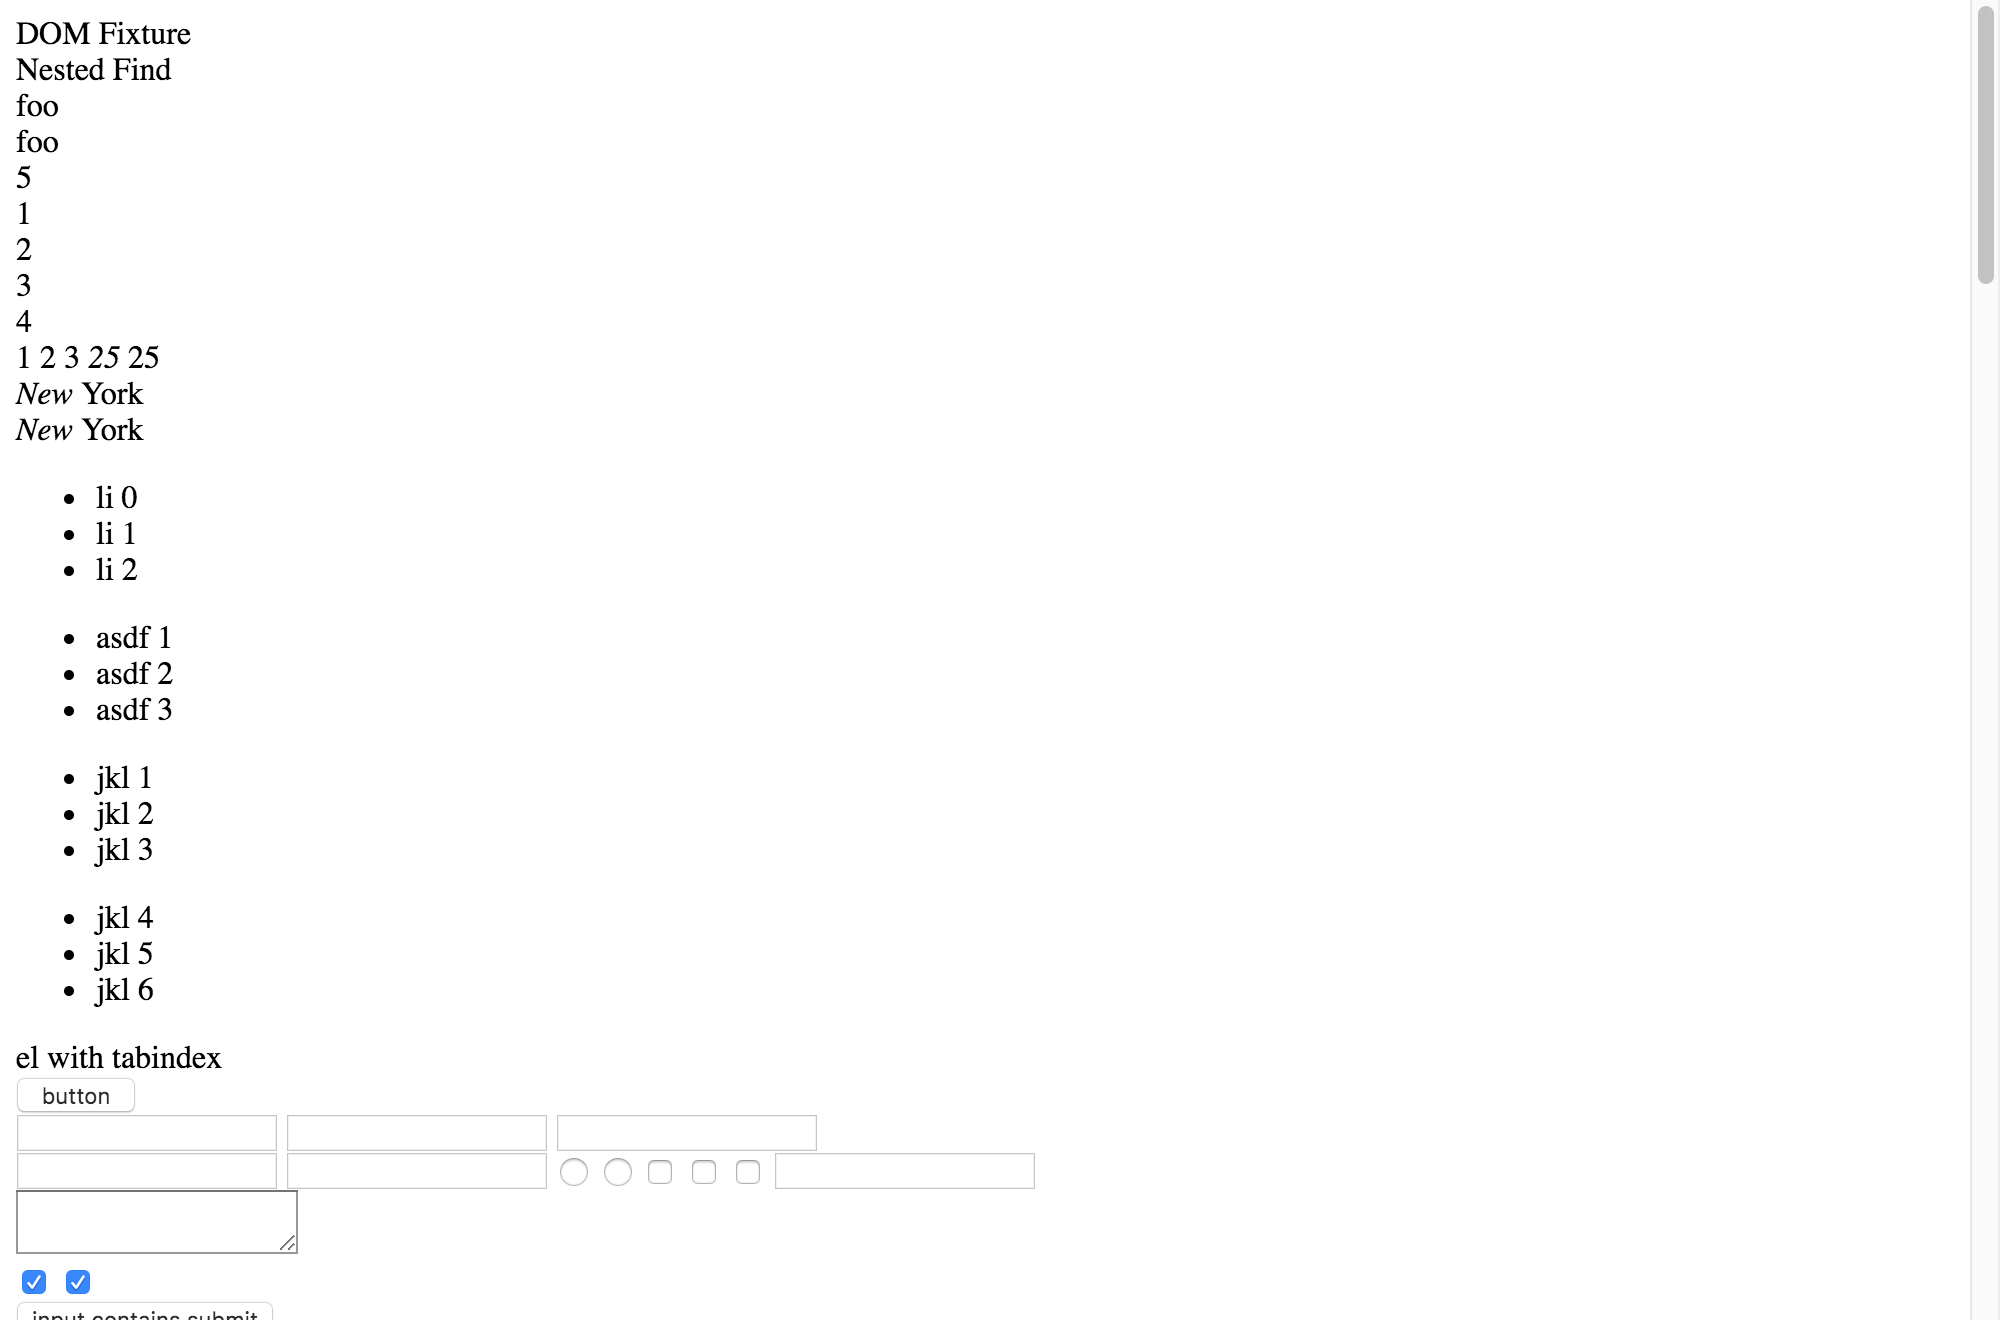 DOM Fixture
Nested Find
foo
foo
5
1
2
3
4
1 2 3 25 25
New York
New York
li 0
li 1
li 2
asdf 1
asdf 2
asdf 3
jkl 1
jkl 2
jkl 3
jkl 4
jkl 5
jkl 6
el with tabindex
button
input contains submit